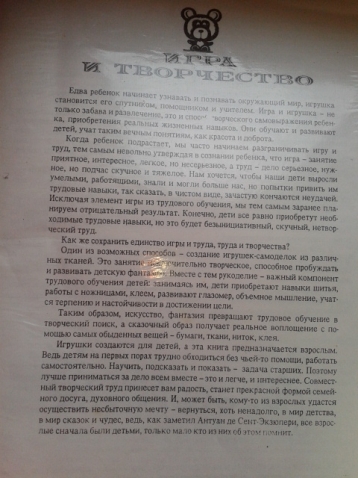 ИГРА
И ТВОРЧЕСТВО
Едва ребенок начинает узнавать и познавать окружающий мир, игрушка
становится его спутником, помощником и учителем. Игра и игрушка – не
только забава и развлечение, это и спос творческого самовыражения ребен-
ка, приобретения реальных жизненных навыков. Они обучают и развивают
детей, учат таким вечным понятиям, как красота и доброта.
Когда ребенок подрастает, мы часто начинаем разграничивать игру и
труд, тем самым невольно утверждая в сознании ребенка, что игра – занятие
приятное, интересное, легкое, но несерьезное, а труд – дело серьезное, нуж-
ное, но подчас скучное и тяжелое. Нам хочется, чтобы наши дети выросли
умелыми, работящими, знали и могли больше нас, но попытки привить им
трудовые навыки, так сказать, в чистом виде, зачастую кончаются неудачей.
Исключая элемент игры из трудового обучения, мы тем самым заранее пла-
нируем отрицательный результат. Конечно, дети все равно приобретут необ-
ходимые трудовые навыки, но это будет безынициативный, скучный, нетвор-
ческий труд.
Как же сохранить единство игры и труда, труда и творчества?
Один из возможных способов – создание игрушек-самоделок из различ-
ных тканей. Это занятие исключительно творческое, способное пробуждать
и развивать детскую фантазию. Вместе с тем рукоделие – важный компонент
трудового обучения детей: занимаясь им, дети приобретают навыки шитья,
работы с ножницами, клеем, развивают глазомер, объемное мышление, учат-
ся терпению и настойчивости в достижении цели.
Таким образом, искусство, фантазия превращают трудовое обучение в
творческий поиск, а сказочный образ получает реальное воплощение с по-
мощью самых обыденных вещей – бумаги, ткани, ниток, клея.
Игрушки создаются для детей, а эта книга предназначается взрослым.
Ведь детям на первых порах трудно обходиться без чьей-то помощи, работать
самостоятельно. Научить, подсказать и показать – задача старших. Поэтому
лучше приниматься за дело всем вместе – это и легче, и интереснее. Совмест-
ный творческий труд принесет вам радость, станет прекрасной формой семей-
ного досуга, духовного общения. И, может быть, кому-то из взрослых удастся
осуществить несбыточную мечту – вернуться, хоть ненадолго, в мир детства,
в мир сказок и чудес, ведь, как заметил Антуан де Сент-Экзюпери, все взрос-
лые сначала были детьми, только мало кто из них об этом помнит.